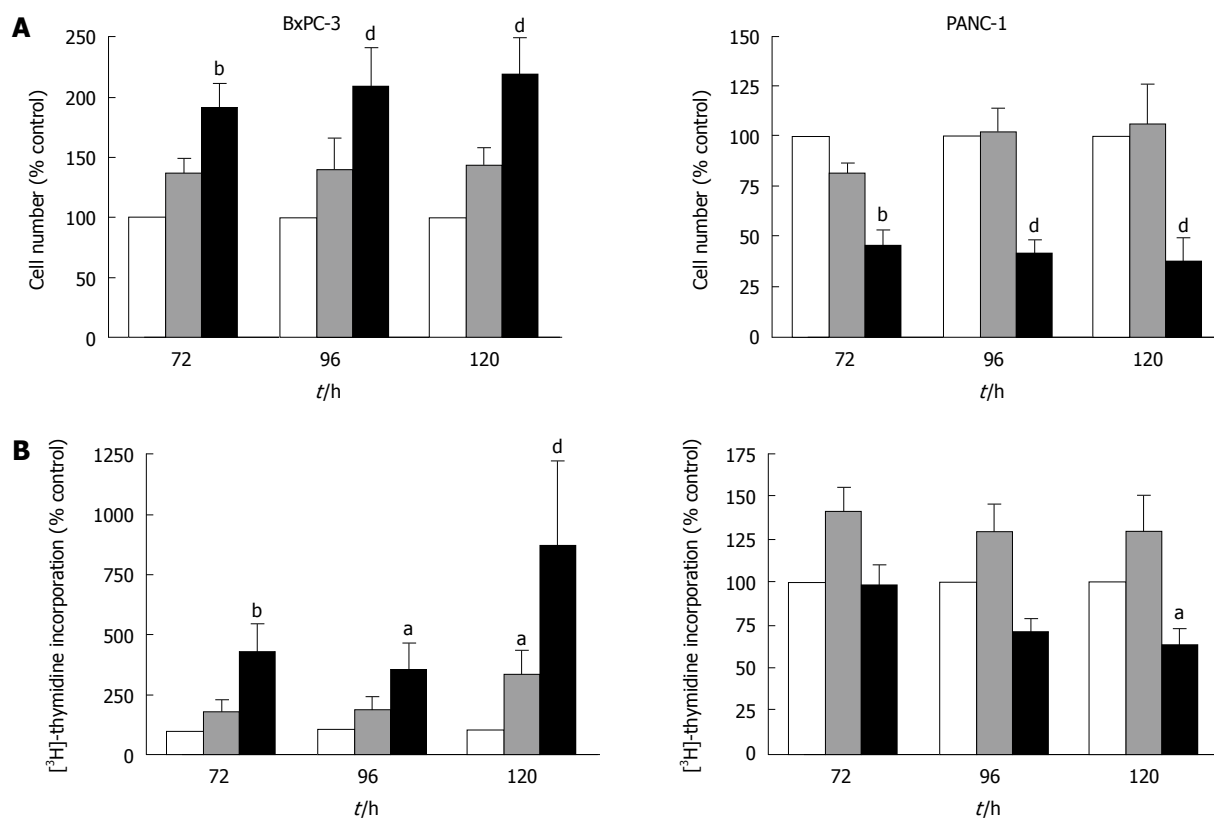 A
BxPC-3
Cell number (% control)
250
200
150
100
50
0
b
d
d
72
96
120
t/h
PANC-1
Cell number (% control)
150
125
100
75
50
25
0
b
d
d
72
96
120
t/h
B
[³H]-thymidine incorporation (% control)
1250
1000
750
500
250
0
b
a
a
d
72
96
120
t/h
[³H]-thymidine incorporation (% control)
175
150
125
100
75
50
25
0
a
72
96
120
t/h